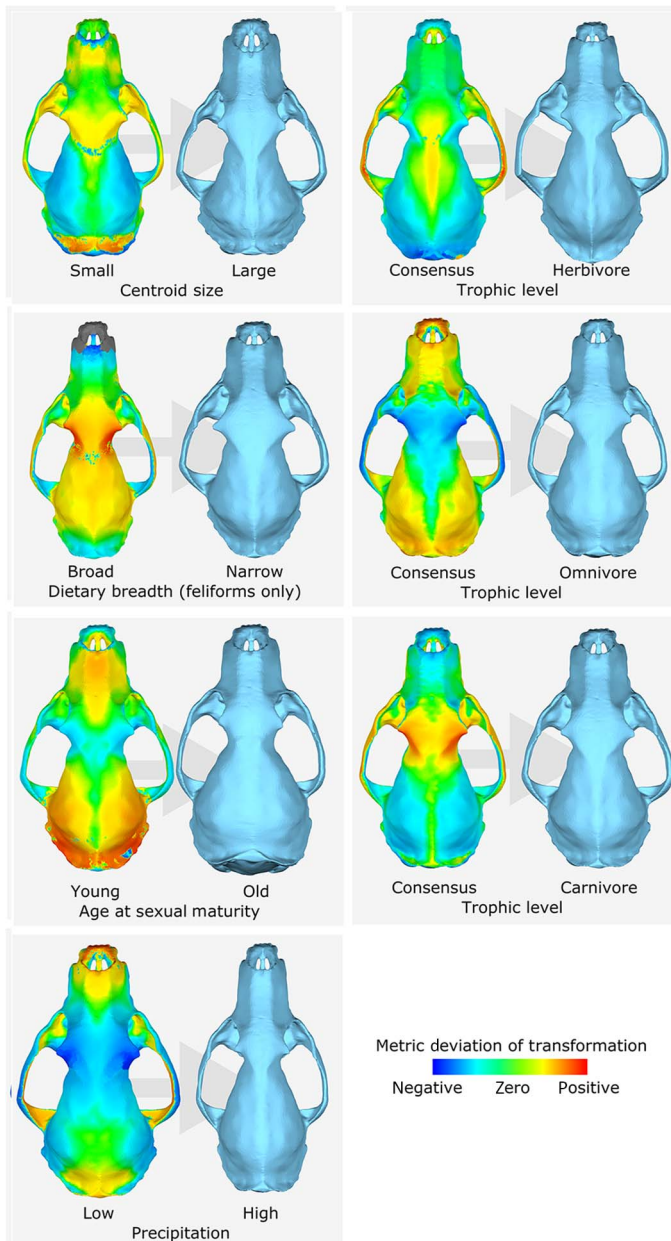 Small Large
Centroid size
Consensus Herbivore
Trophic level
Broad Narrow
Dietary breadth (feliforms only)
Consensus Omnivore
Trophic level
Young Old
Age at sexual maturity
Consensus Carnivore
Trophic level
Low High
Precipitation
Metric deviation of transformation
Negative Zero Positive